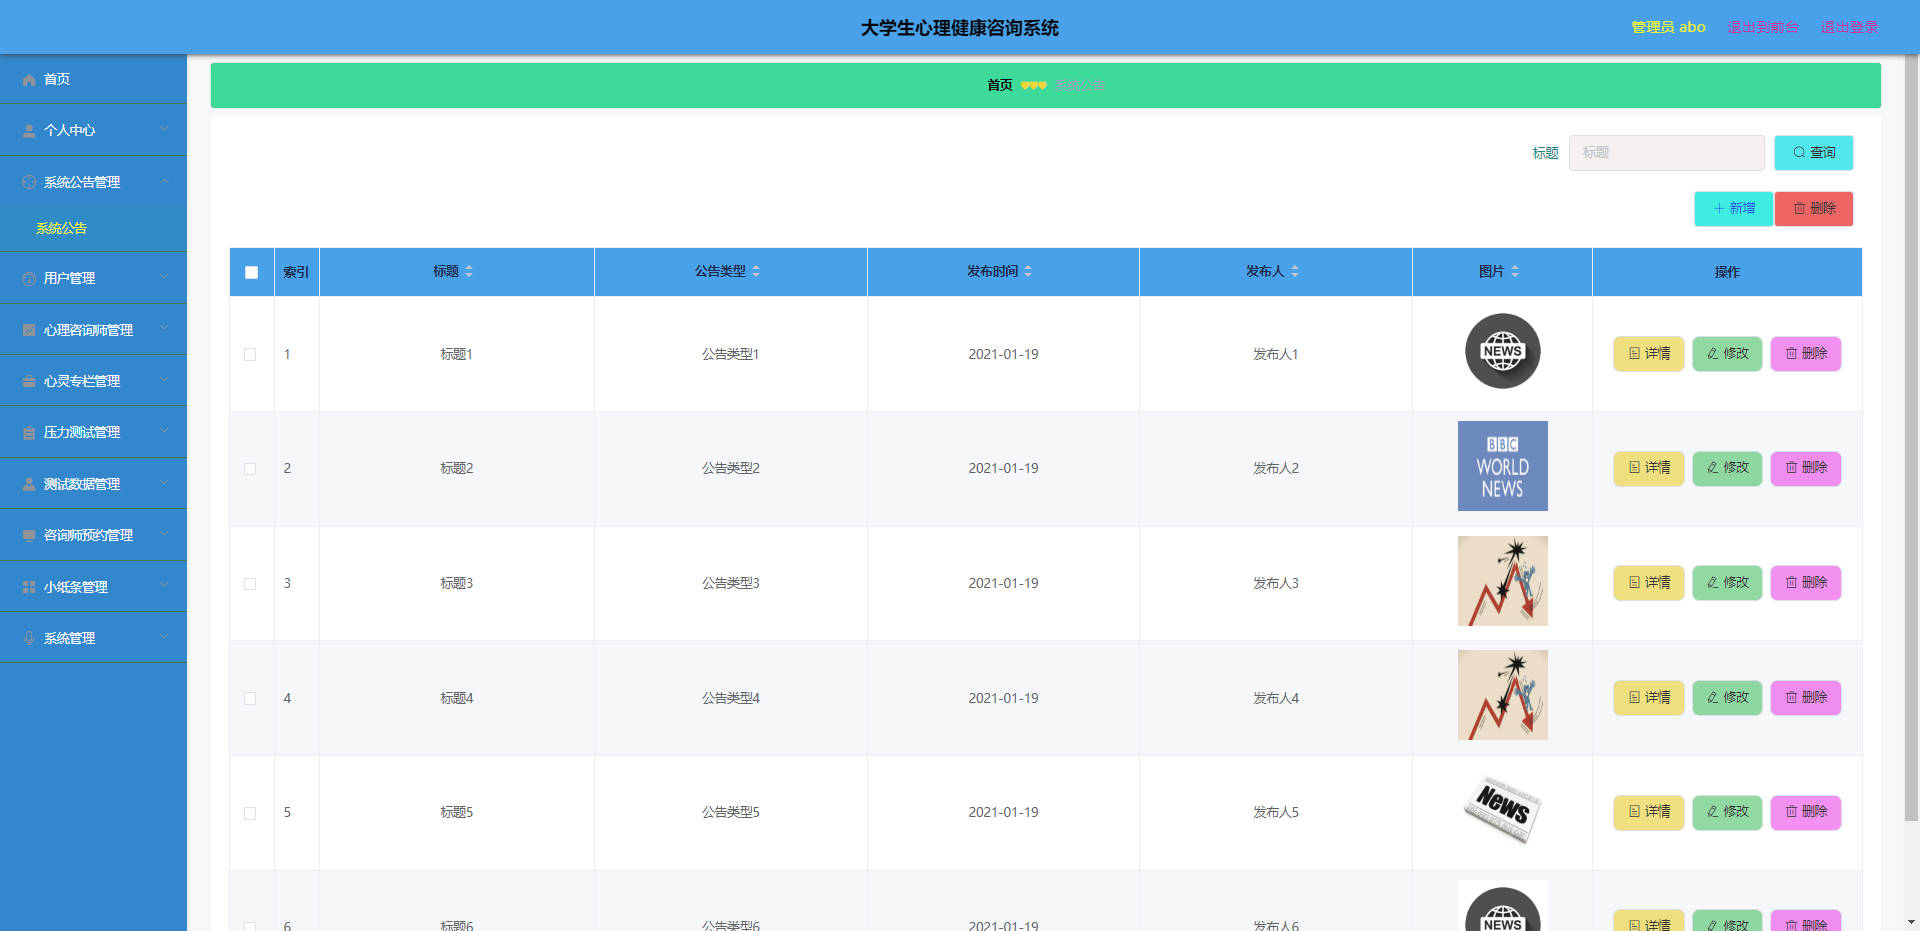 大学生心理健康咨询系统
管理员 abo 退出到前台 退出登录
首页
个人中心
系统公告管理
系统公告
用户管理
心理咨询师管理
心灵专栏管理
压力测试管理
测试数据管理
咨询师预约管理
小纸条管理
系统管理
首页 系统公告
标题 标题 查询
新增 删除
索引 标题 公告类型 发布时间 发布人 图片 操作
1 标题1 公告类型1 2021-01-19 发布人1 NEWS 详情 修改 删除
2 标题2 公告类型2 2021-01-19 发布人2 BBC WORLD NEWS 详情 修改 删除
3 标题3 公告类型3 2021-01-19 发布人3 详情 修改 删除
4 标题4 公告类型4 2021-01-19 发布人4 详情 修改 删除
5 标题5 公告类型5 2021-01-19 发布人5 News 详情 修改 删除
6 标题6 公告类型6 2021-01-19 发布人6 NEWS 详情 修改 删除